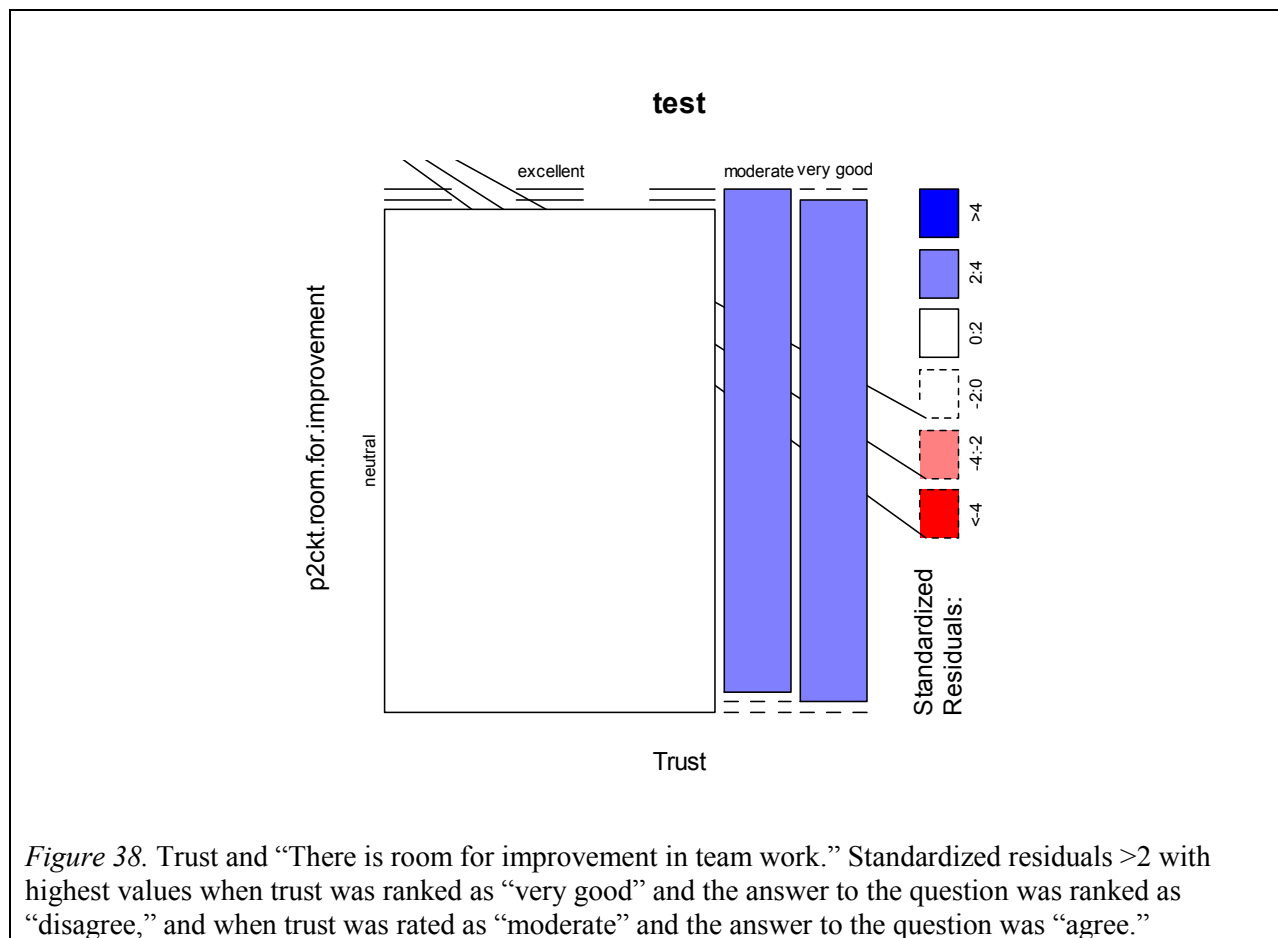 test
excellent
moderate
very good
neutral
p2ckt.room.for.improvement
Trust
>4
2:4
0:2
-2:0
-4:-2
<-4
Standardized
Residuals:
Figure 38. Trust and “There is room for improvement in team work.” Standardized residuals >2 with
highest values when trust was ranked as “very good” and the answer to the question was ranked as
“disagree,” and when trust was rated as “moderate” and the answer to the question was “agree.”